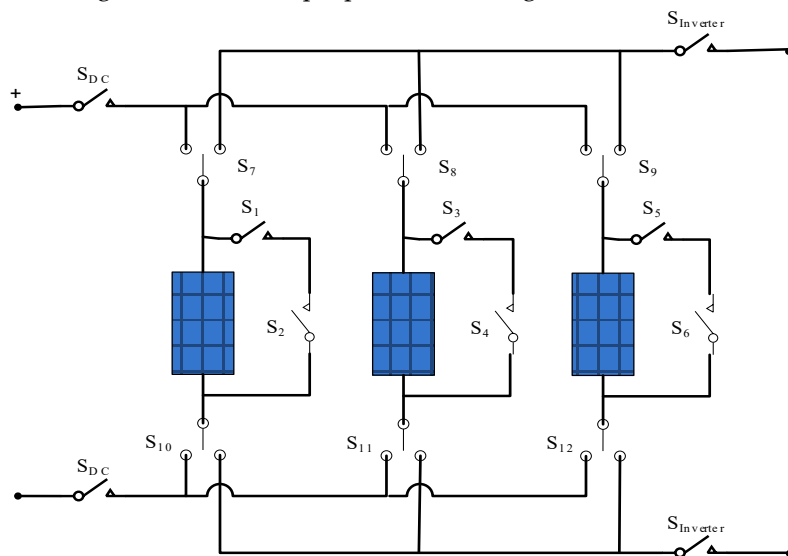 S_Inverter
S_DC
+
S_7
S_8
S_9
S_1
S_3
S_5
S_2
S_4
S_6
S_10
S_11
S_12
S_DC
S_Inverter